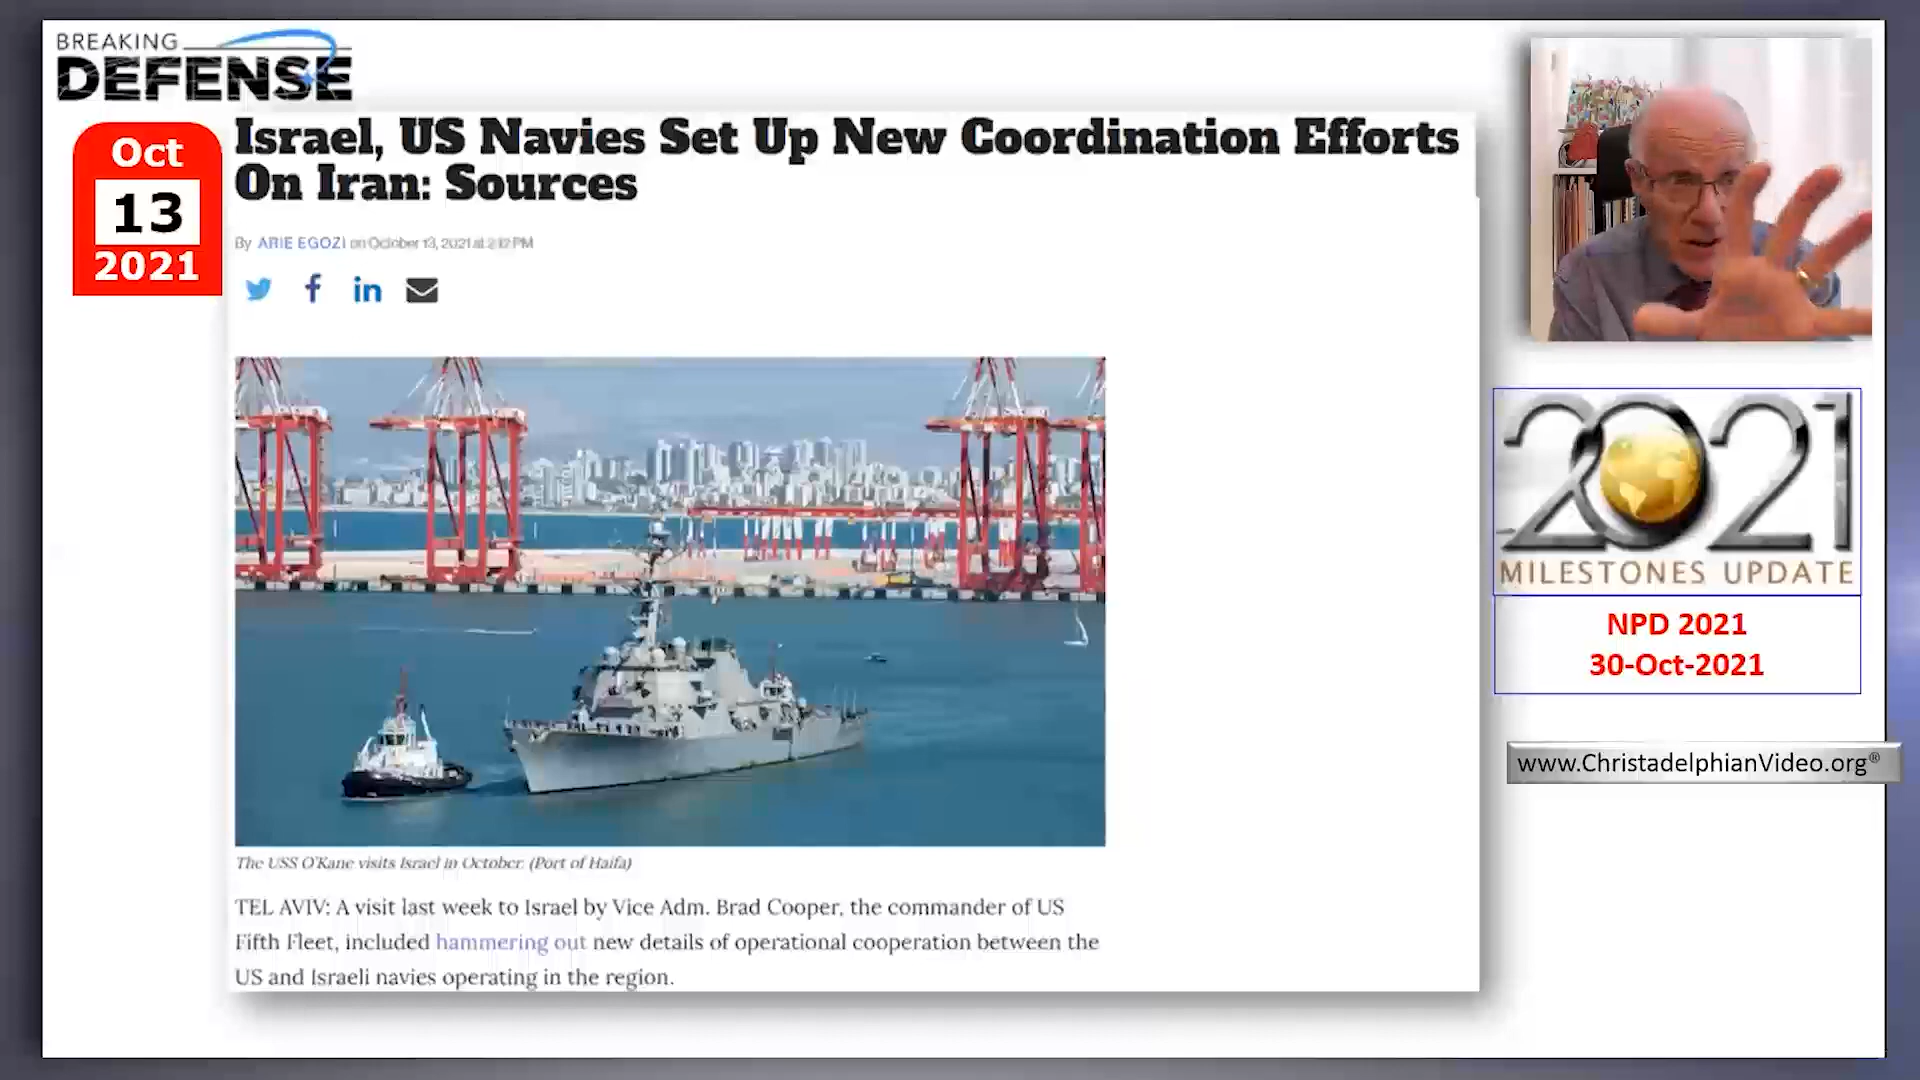 BREAKING
DEFENSE
Oct
13
2021
Israel, US Navies Set Up New Coordination Efforts
On Iran: Sources
By ARIE EGOZI on October 13, 2021 at 2:12 PM
The USS O'Kane visits Israel in October. (Port of Haifa)
TEL AVIV: A visit last week to Israel by Vice Adm. Brad Cooper, the commander of US
Fifth Fleet, included hammering out new details of operational cooperation between the
US and Israeli navies operating in the region.
2021
MILESTONES UPDATE
NPD 2021
30-Oct-2021
www.ChristadelphianVideo.org®